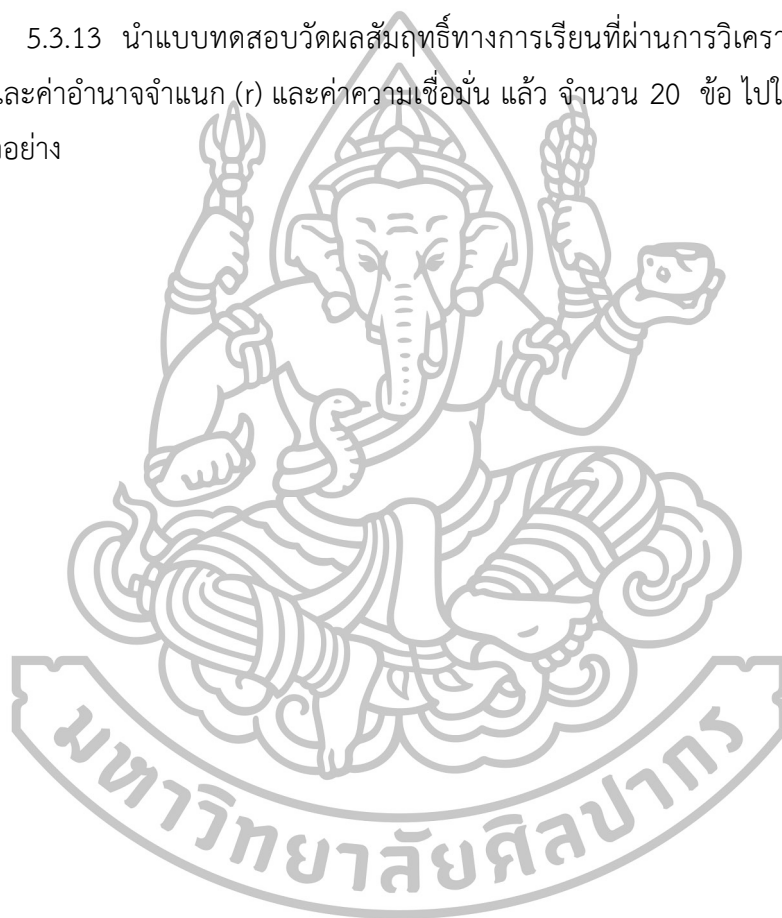 5.3.13 นำแบบทดสอบวัดผลสัมฤทธิ์ทางการเรียนที่ผ่านการวิเครา
ละค่าอำนาจจำแนก (r) และค่าความเชื่อมั่น แล้ว จำนวน 20 ข้อ ไปใ
อย่าง
มหาวิทยาลัยศิลปากร